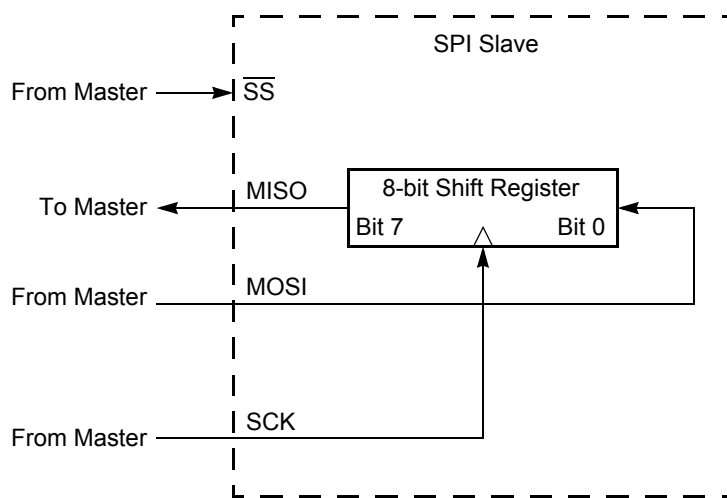 SPI Slave
From Master
S̅S̅
To Master
MISO
8-bit Shift Register
Bit 7
Bit 0
From Master
MOSI
From Master
SCK